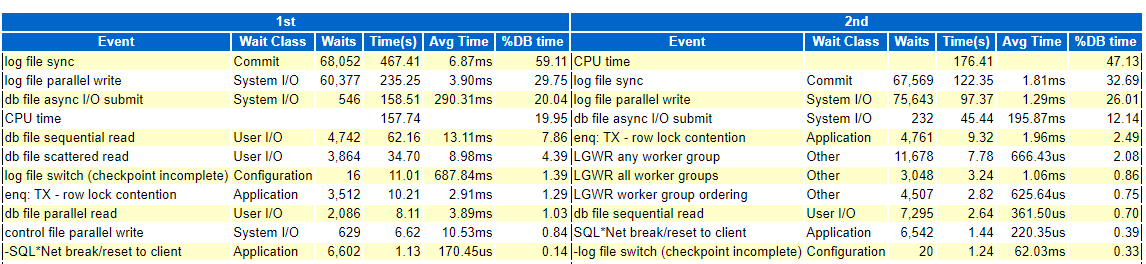 1st 2nd
Event Wait Class Waits Time(s) Avg Time %DB time Event Wait Class Waits Time(s) Avg Time %DB time
log file sync Commit 68,052 467.41 6.87ms 59.11 CPU time 176.41 47.13
log file parallel write System I/O 60,377 235.25 3.90ms 29.75 log file sync Commit 67,569 122.35 1.81ms 32.69
db file async I/O submit System I/O 546 158.51 290.31ms 20.04 log file parallel write System I/O 75,643 97.37 1.29ms 26.01
CPU time 157.74 19.95 db file async I/O submit System I/O 232 45.44 195.87ms 12.14
db file sequential read User I/O 4,742 62.16 13.11ms 7.86 enq: TX - row lock contention Application 4,761 9.32 1.96ms 2.49
db file scattered read User I/O 3,864 34.70 8.98ms 4.39 LGWR any worker group Other 11,678 7.78 666.43us 2.08
log file switch (checkpoint incomplete) Configuration 16 11.01 687.84ms 1.39 LGWR all worker groups Other 3,048 3.24 1.06ms 0.86
enq: TX - row lock contention Application 3,512 10.21 2.91ms 1.29 LGWR worker group ordering Other 4,507 2.82 625.64us 0.75
db file parallel read User I/O 2,086 8.11 3.89ms 1.03 db file sequential read User I/O 7,295 2.64 361.50us 0.70
control file parallel write System I/O 629 6.62 10.53ms 0.84 SQL*Net break/reset to client Application 6,542 1.44 220.35us 0.39
-SQL*Net break/reset to client Application 6,602 1.13 170.45us 0.14 -log file switch (checkpoint incomplete) Configuration 20 1.24 62.03ms 0.33